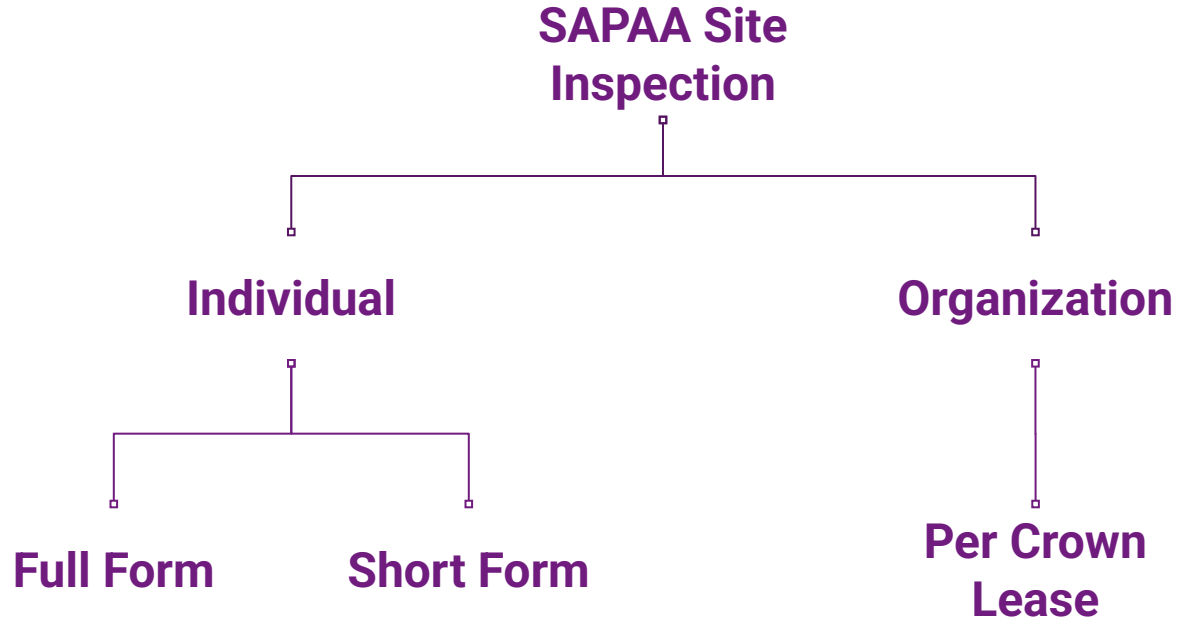 SAPAA Site
Inspection
Individual
Organization
Full Form
Short Form
Per Crown
Lease